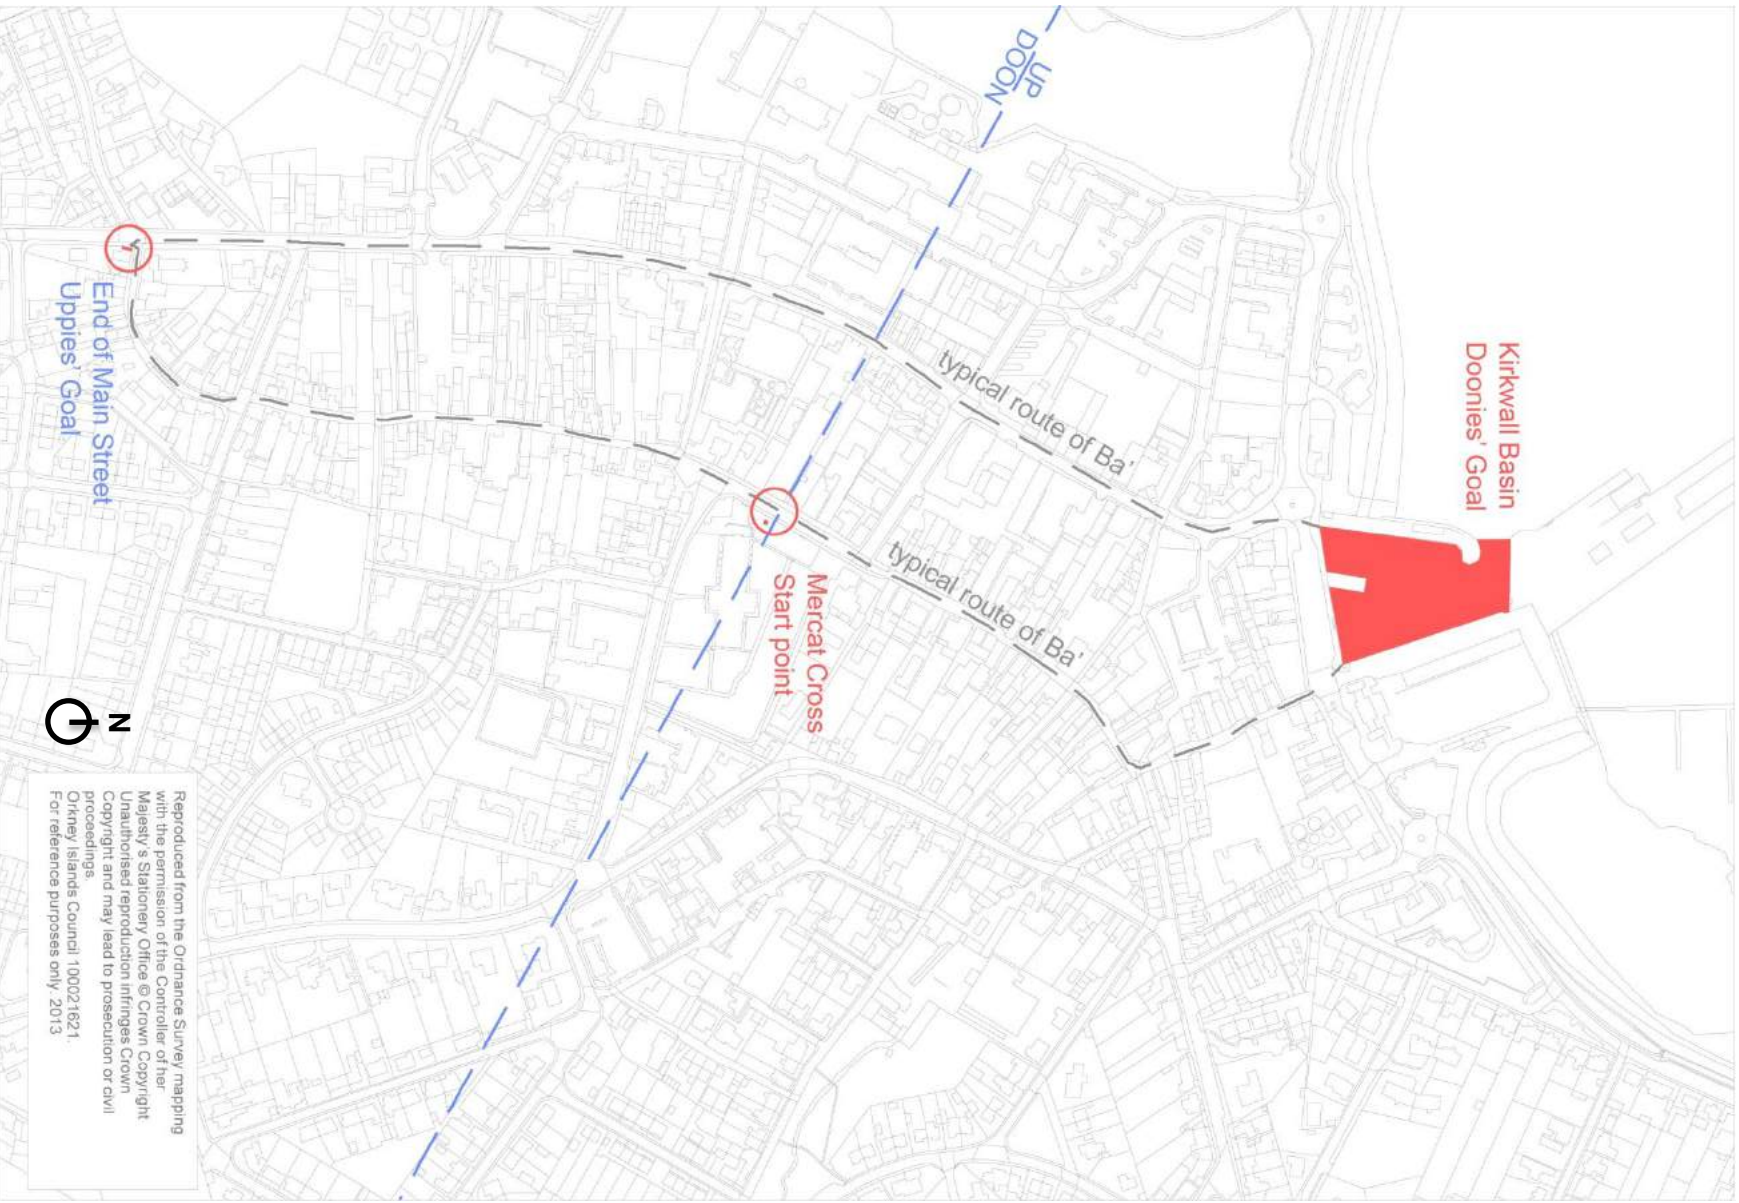 UP
DOON
Kirkwall Basin
Doonies' Goal
typical route of Ba'
typical route of Ba'
Mercat Cross
Start point
End of Main Street
Uppies' Goal
N
Reproduced from the Ordnance Survey mapping
with the permission of the Controller of her
Majesty's Stationery Office © Crown Copyright
Unauthorised reproduction infringes Crown
Copyright and may lead to prosecution or civil
proceedings.
Orkney Islands Council 100021621.
For reference purposes only. 2013